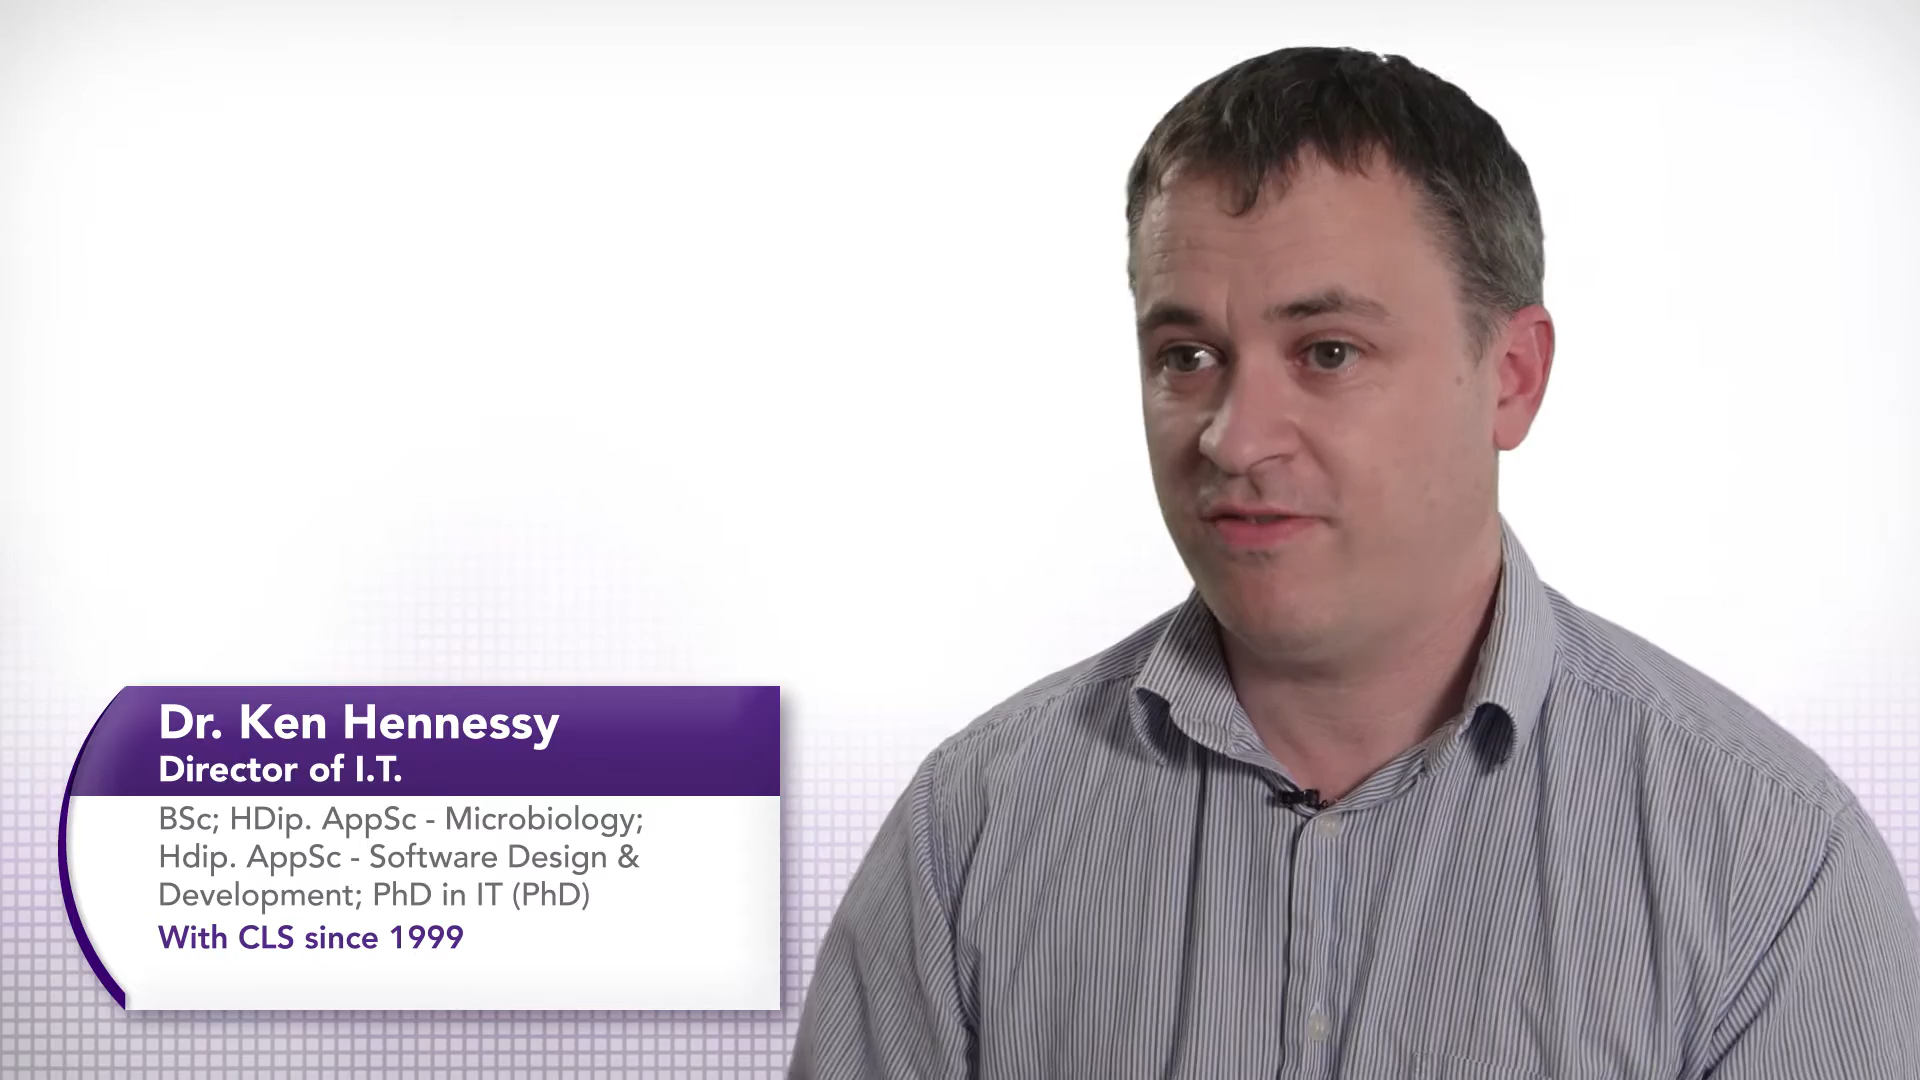 Dr. Ken Hennessy
Director of I.T.
BSc; HDip. AppSc - Microbiology;
Hdip. AppSc - Software Design &
Development; PhD in IT (PhD)
With CLS since 1999